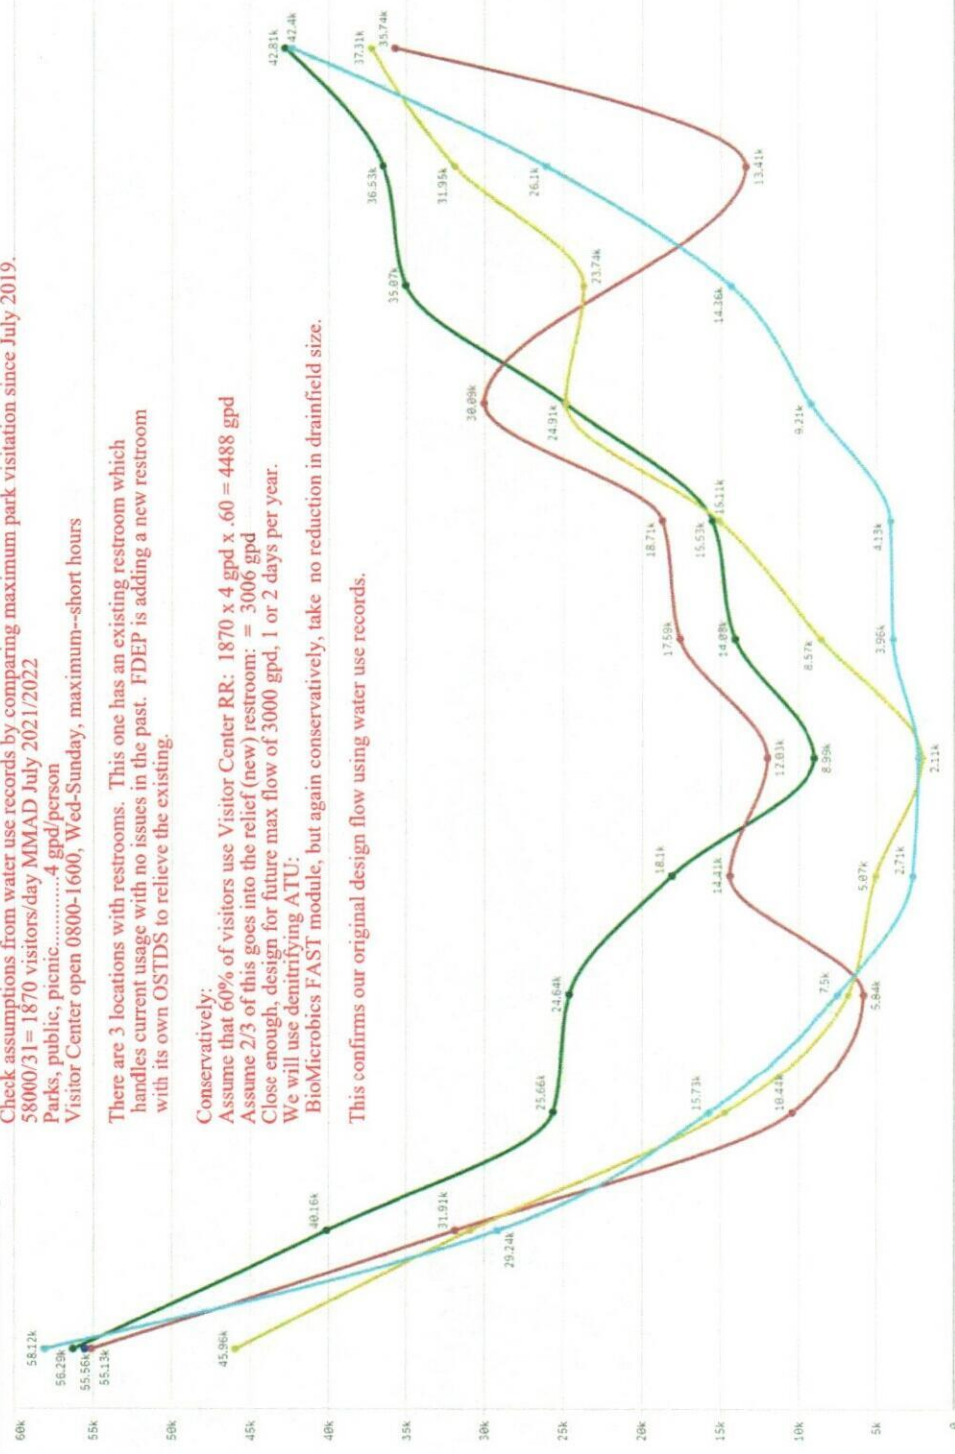 Check assumptions from water use records by comparing maximum park visitation since July 2019.
58000/31= 1870 visitors/day MMAD July 2021/2022
Parks, public, picnic............4 gpd/person
Visitor Center open 0800-1600, Wed-Sunday, maximum--short hours
There are 3 locations with restrooms. This one has an existing restroom which
handles current usage with no issues in the past. FDEP is adding a new restroom
with its own OSTDS to relieve the existing.
Conservatively:
Assume that 60% of visitors use Visitor Center RR: 1870 x 4 gpd x .60 = 4488 gpd
Assume 2/3 of this goes into the relief (new) restroom: = 3006 gpd
Close enough, design for future max flow of 3000 gpd, 1 or 2 days per year.
We will use denitrifying ATU:
BioMicrobics FAST module, but again conservatively, take no reduction in drainfield size.
This confirms our original design flow using water use records.
60k
55k
50k
45k
40k
35k
30k
25k
20k
15k
10k
5k
58.12k
56.29k
55.56k
55.13k
45.96k
40.16k
31.91k
29.24k
25.66k
15.73k
10.44k
24.64k
7.5k
5.84k
18.1k
14.41k
5.07k
2.71k
12.03k
8.99k
2.11k
17.59k
14.08k
8.57k
3.96k
18.71k
15.53k
15.11k
4.13k
30.09k
24.91k
9.21k
35.07k
23.74k
14.36k
36.53k
31.95k
26.1k
13.41k
42.81k
42.4k
37.31k
35.74k